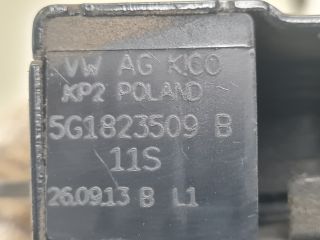 VW AG KICO
KP2 POLAND
5G1823509 B
11S
26.09.13 B L1